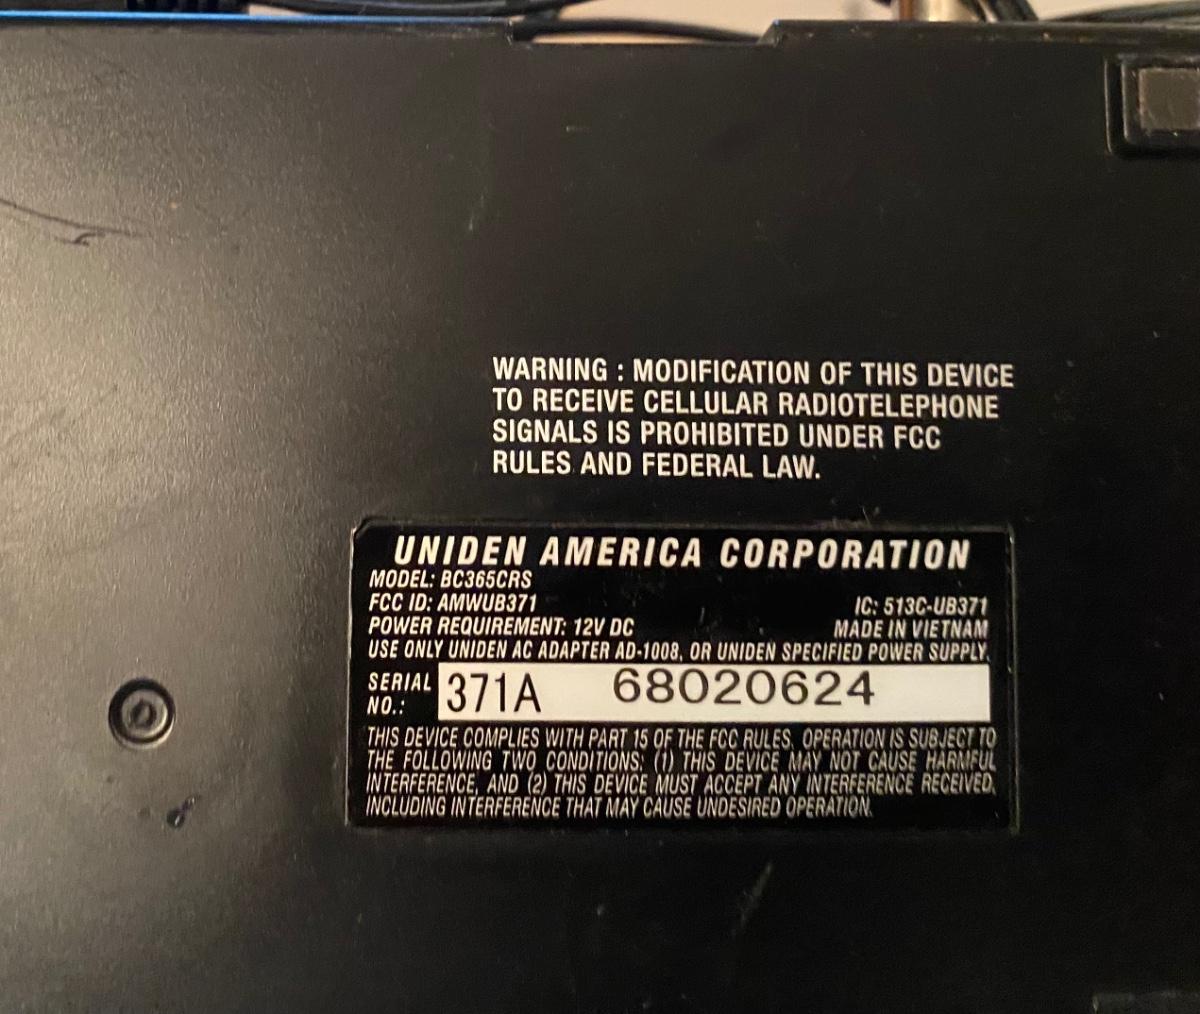 WARNING : MODIFICATION OF THIS DEVICE
TO RECEIVE CELLULAR RADIOTELEPHONE
SIGNALS IS PROHIBITED UNDER FCC
RULES AND FEDERAL LAW.
UNIDEN AMERICA CORPORATION
MODEL: BC365CRS
FCC ID: AMWUB371 IC: 513C-UB371
POWER REQUIREMENT: 12V DC MADE IN VIETNAM
USE ONLY UNIDEN AC ADAPTER AD-1008, OR UNIDEN SPECIFIED POWER SUPPLY.
SERIAL
NO.: 371A 68020624
THIS DEVICE COMPLIES WITH PART 15 OF THE FCC RULES, OPERATION IS SUBJECT TO
THE FOLLOWING TWO CONDITIONS: (1) THIS DEVICE MAY NOT CAUSE HARMFUL
INTERFERENCE, AND (2) THIS DEVICE MUST ACCEPT ANY INTERFERENCE RECEIVED,
INCLUDING INTERFERENCE THAT MAY CAUSE UNDESIRED OPERATION.